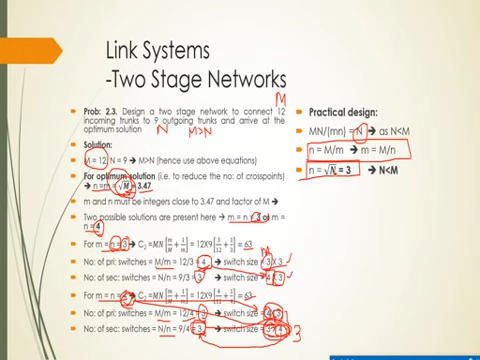 Link Systems
-Two Stage Networks
M
Prob: 2.3. Design a two stage network to connect 12
incoming trunks to 9 outgoing trunks and arrive at the
optimum solution
N M>N
Solution:
M = 12, N = 9 → M>N (hence use above equations)
For optimum solution (i.e. to reduce the no. of crosspoints)
→ n=m = √M = 3.47
m and n must be integers close to 3.47 and factor of M →
Two possible solutions are present here → m = n = 3 or m =
n = 4
For m = n = 3 → C₂=MN [m/M + 1/m] = 12X9 [3/12 + 1/3] = 63
M
No: of pri: switches = M/m = 12/3 = 4 → switch size = 3 X 3
No: of sec: switches = N/n = 9/3 = 3 → switch size = 4 X 3
For m = n = 4 → C₂=MN [m/M + 1/m] = 12X9 [4/12 + 1/4] = 63
No: of pri: switches = M/m = 12/4 = 3 → switch size = 4 X 3
No: of sec: switches = N/n = 9/4 = 3 → switch size = 3 X 4
3
Practical design:
MN/(mn) = N → as N<M
n = M/m → m = M/n
n = √N = 3 → N<M